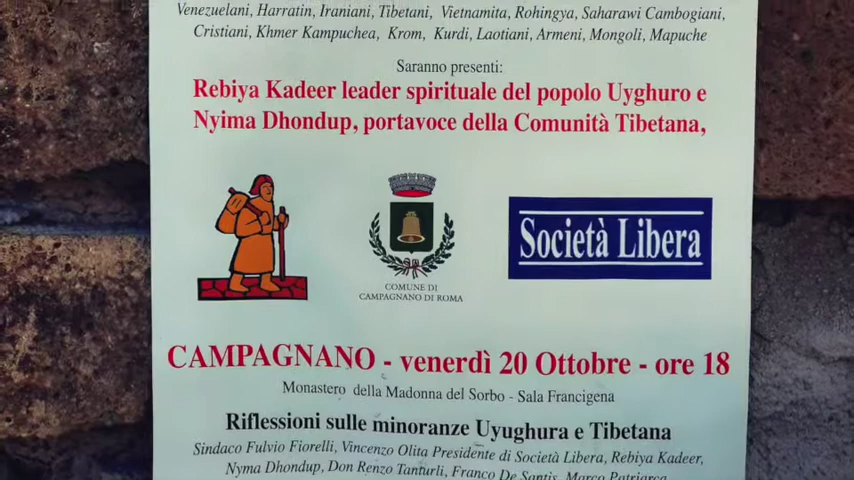 Venezuelani, Harratin, Iraniani, Tibetani, Vietnamita, Rohingya, Saharawi Cambogiani,
Cristiani, Khmer Kampuchea, Krom, Kurdi, Laotiani, Armeni, Mongoli, Mapuche
Saranno presenti:
Rebiya Kadeer leader spirituale del popolo Uyghuro e
Nyima Dhondup, portavoce della Comunità Tibetana,
COMUNE DI
CAMPAGNANO DI ROMA
Società Libera
CAMPAGNANO - venerdì 20 Ottobre - ore 18
Monastero della Madonna del Sorbo - Sala Francigena
Riflessioni sulle minoranze Uyughura e Tibetana
Sindaco Fulvio Fiorelli, Vincenzo Olita Presidente di Società Libera, Rebiya Kadeer,
Nyima Dhondup, Don Renzo Tanturli, Franco De Santis, Marco Patriarca